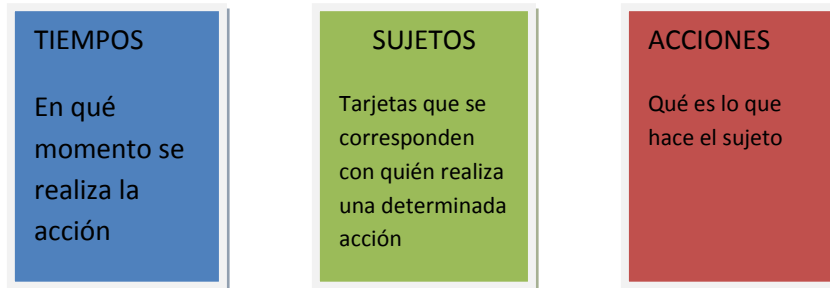 TIEMPOS
En qué
momento se
realiza la
acción
SUJETOS
Tarjetas que se
corresponden
con quién realiza
una determinada
acción
ACCIONES
Qué es lo que
hace el sujeto